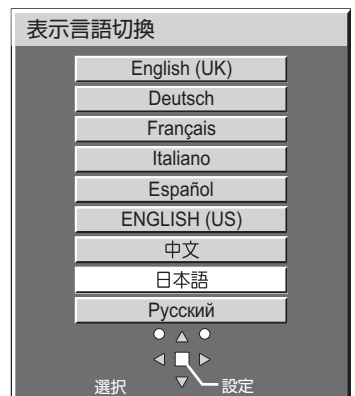 表示言語切換
English (UK)
Deutsch
Français
Italiano
Español
ENGLISH (US)
中文
日本語
Русский
選択 設定